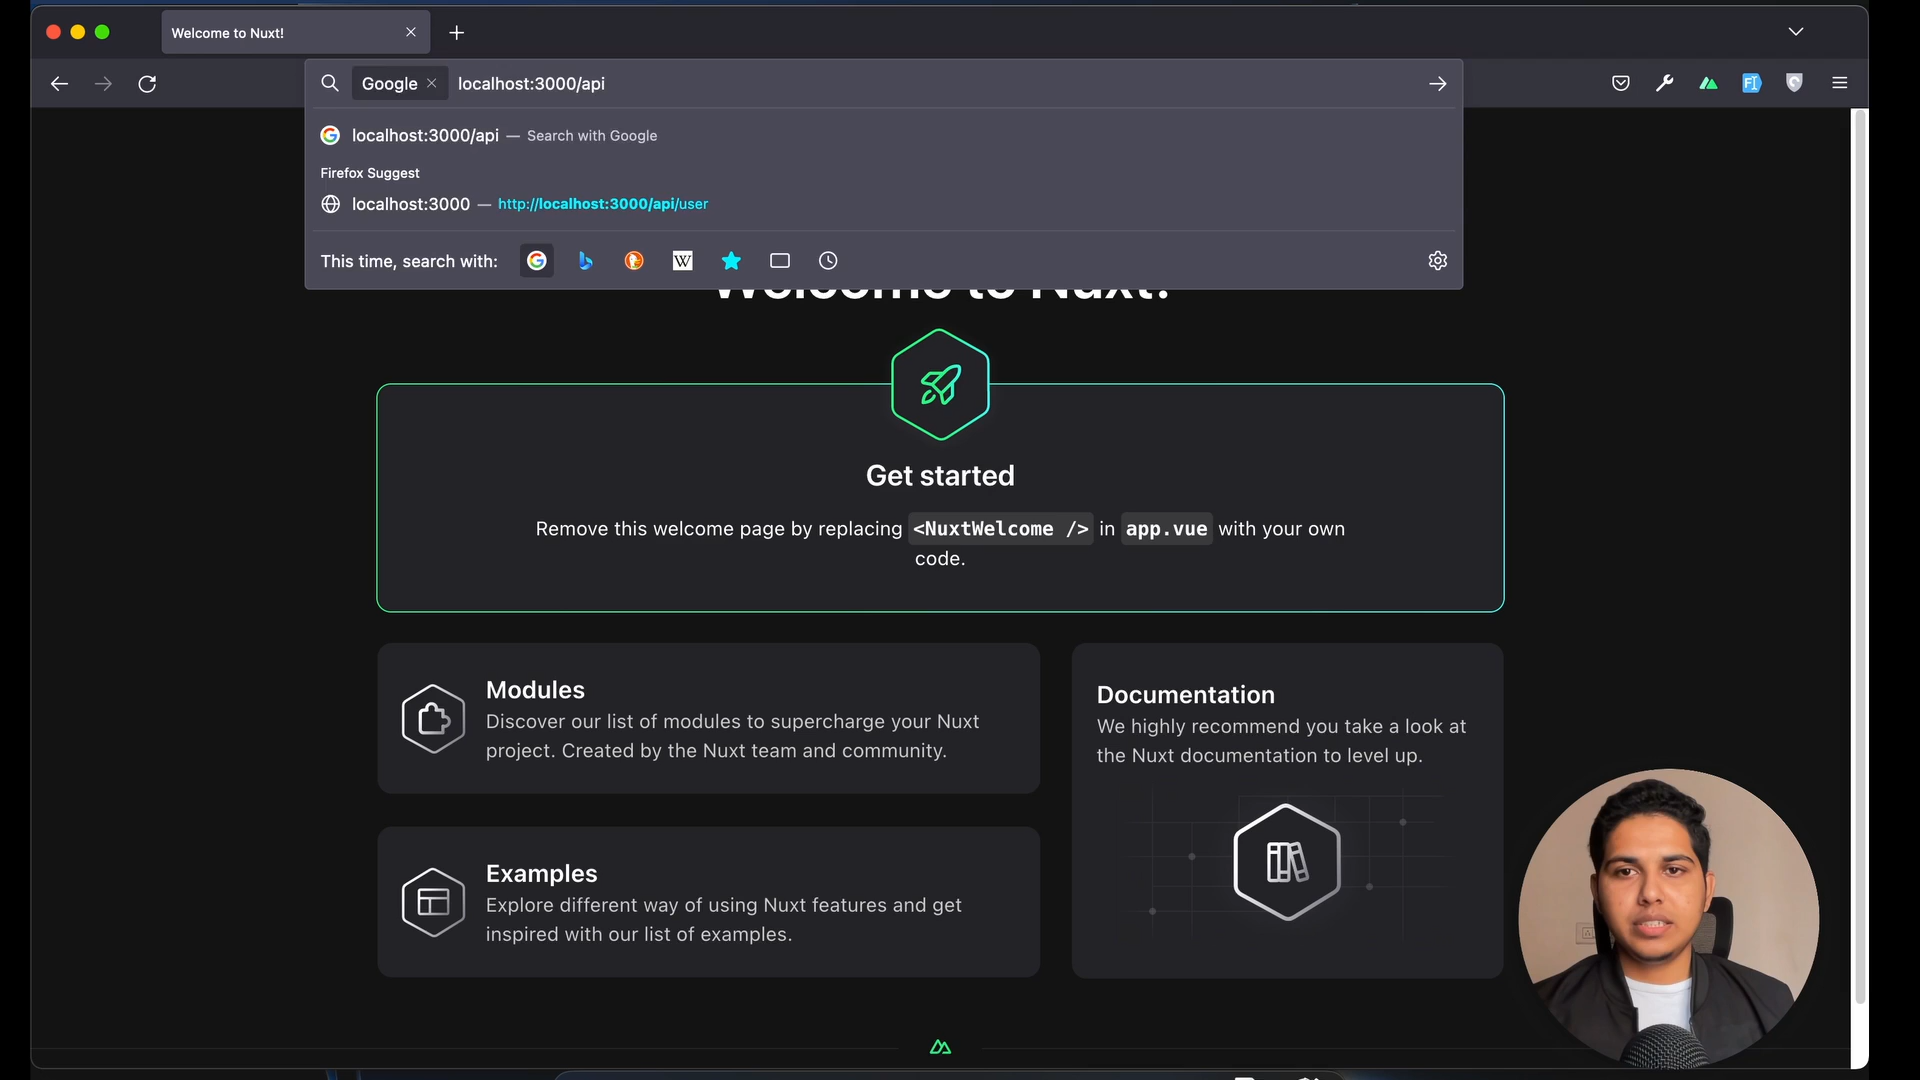 Welcome to Nuxt!
Google localhost:3000/api
localhost:3000/api — Search with Google
Firefox Suggest
localhost:3000 — http://localhost:3000/api/user
This time, search with:
W
FI
Welcome to Nuxt!
Get started
Remove this welcome page by replacing <NuxtWelcome /> in app.vue with your own
code.
Modules
Discover our list of modules to supercharge your Nuxt
project. Created by the Nuxt team and community.
Documentation
We highly recommend you take a look at
the Nuxt documentation to level up.
Examples
Explore different way of using Nuxt features and get
inspired with our list of examples.